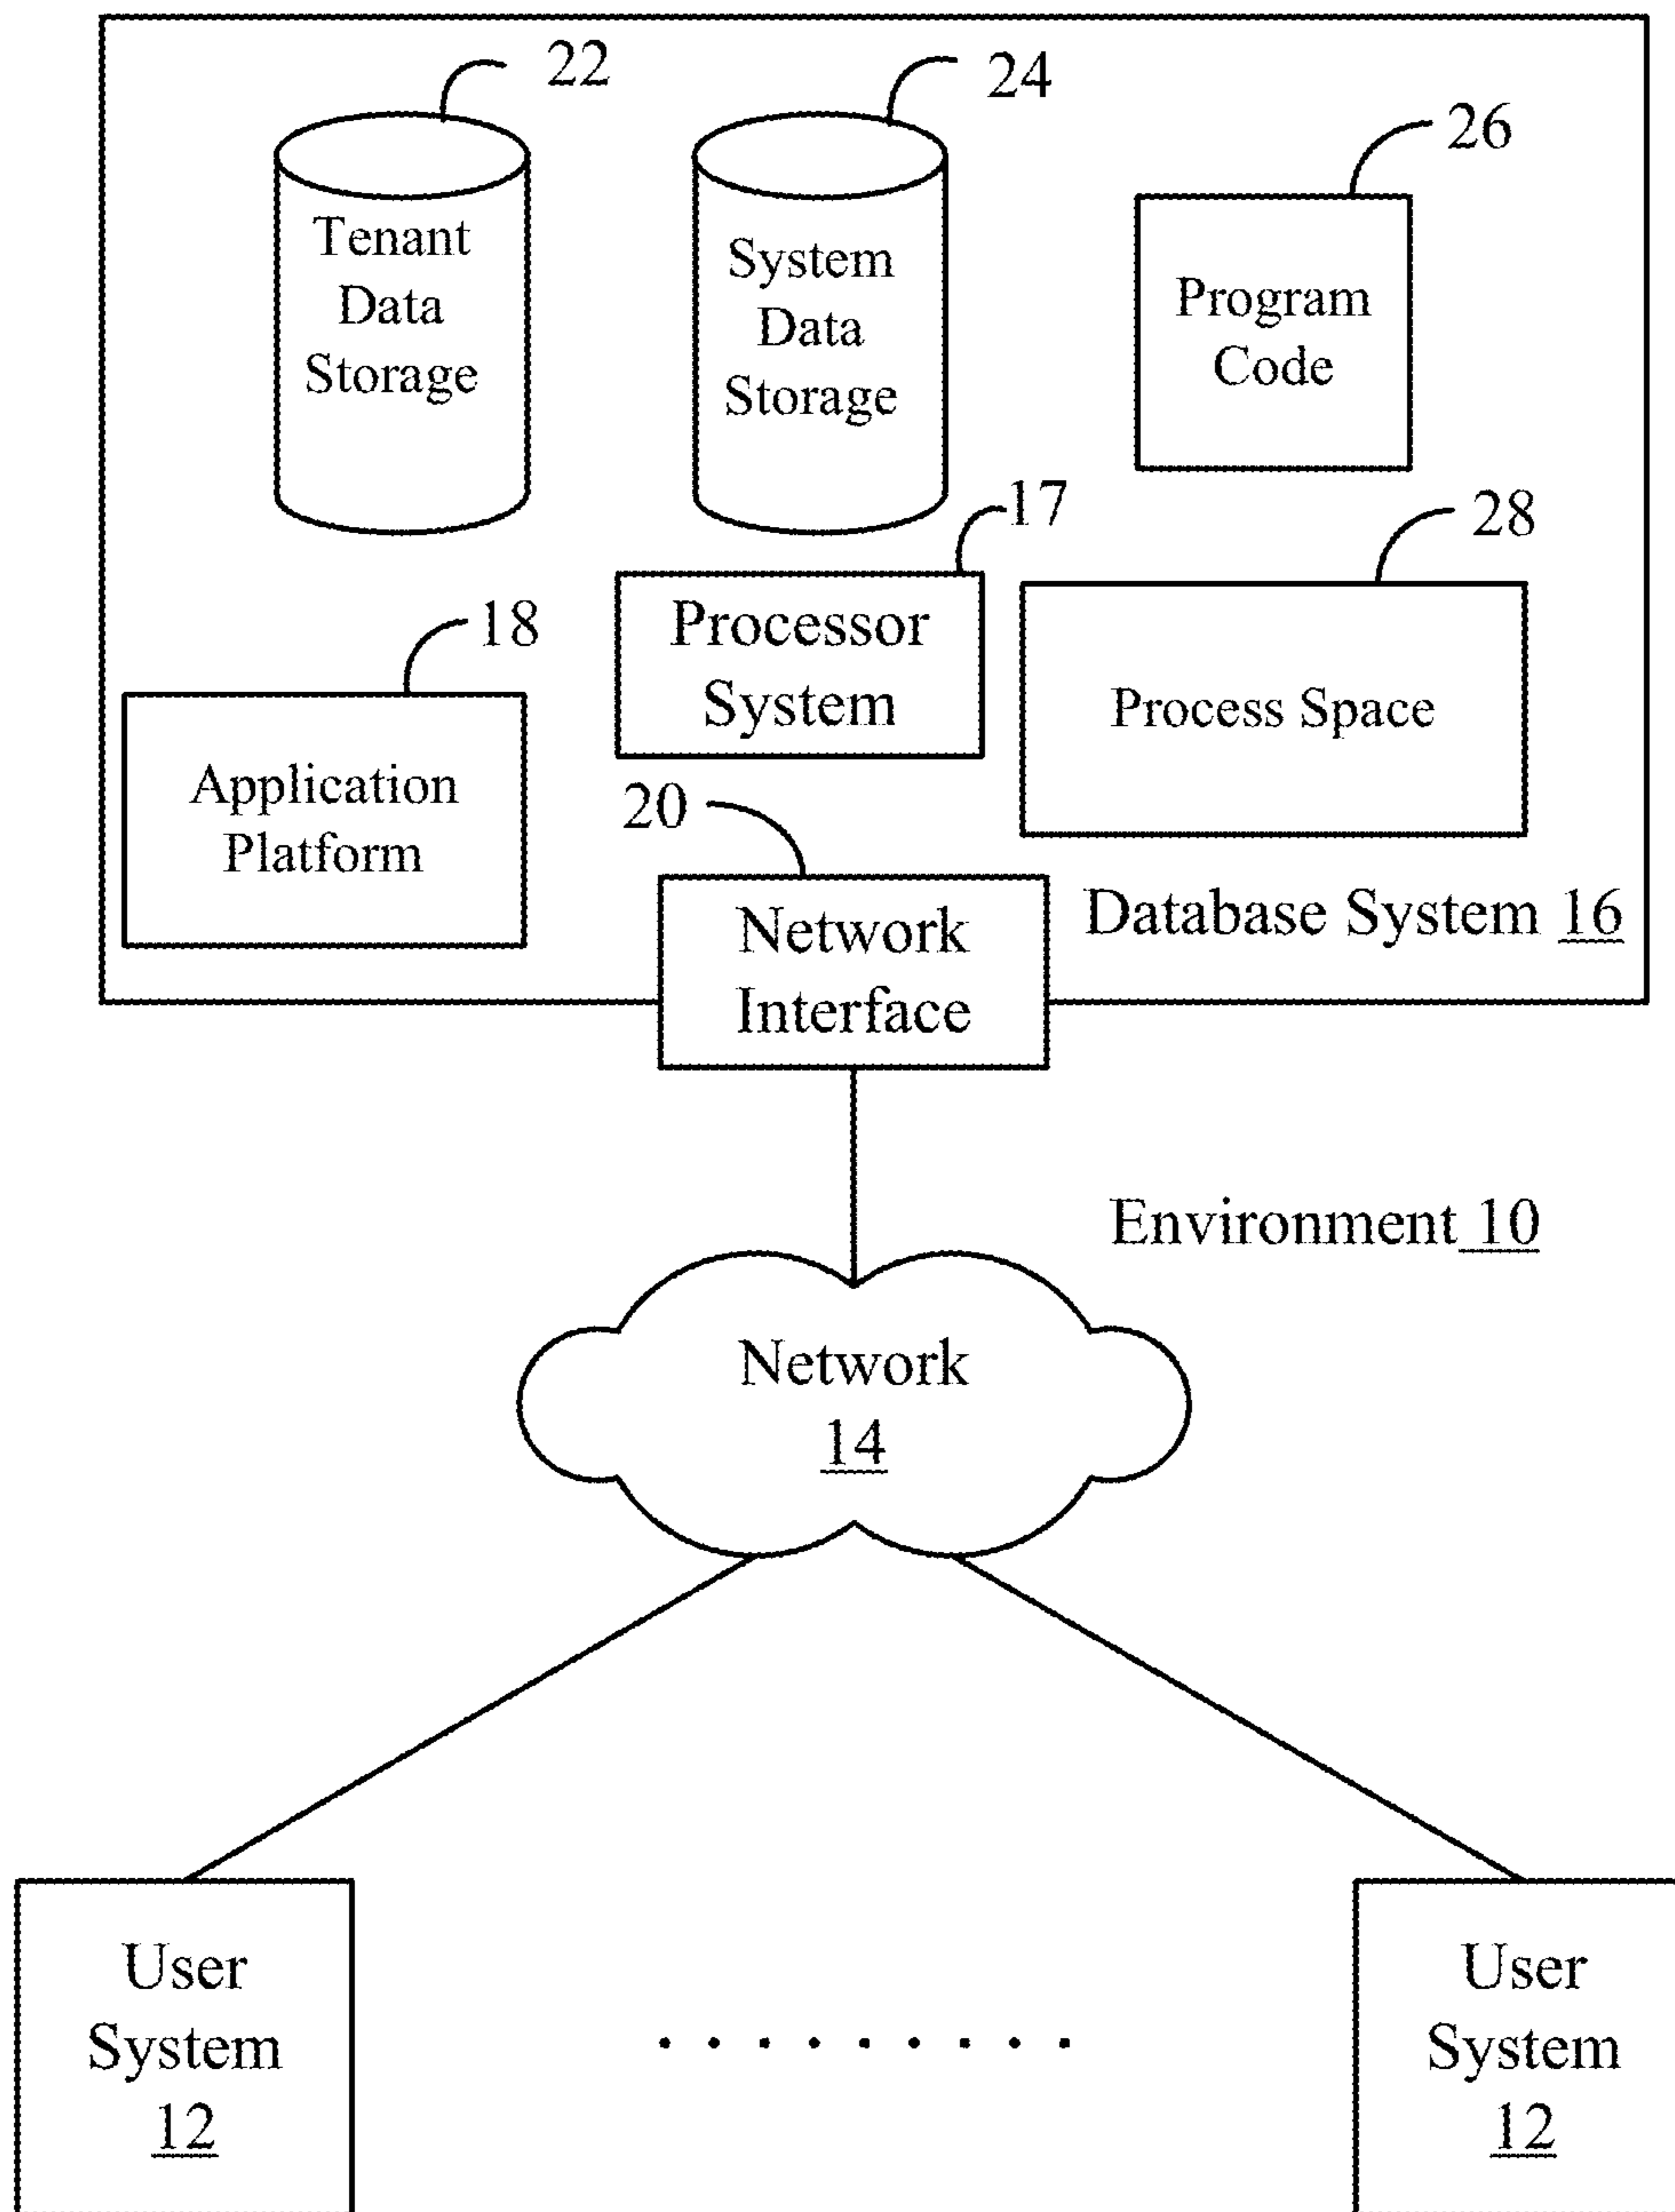 22
24
26
Tenant
Data
Storage
System
Data
Storage
Program
Code
17
28
18
Processor
System
Process Space
Application
Platform
20
Network
Interface
Database System 16
Environment 10
Network
14
User
System
12
User
System
12